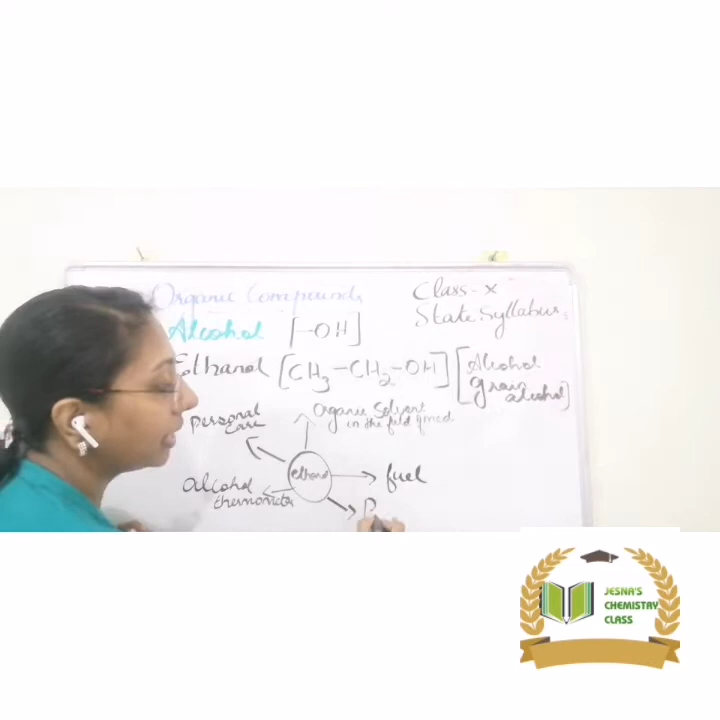 Organic Compounds
Class-X
State Syllabus
Alcohol [-OH]
Ethanol [CH3-CH2-OH] [Alcohol
grain
alcohol]
Personal
care
Organic Solvent
in the field of med
ethanol
fuel
alcohol
thermometer
P
JESNA'S
CHEMISTRY
CLASS